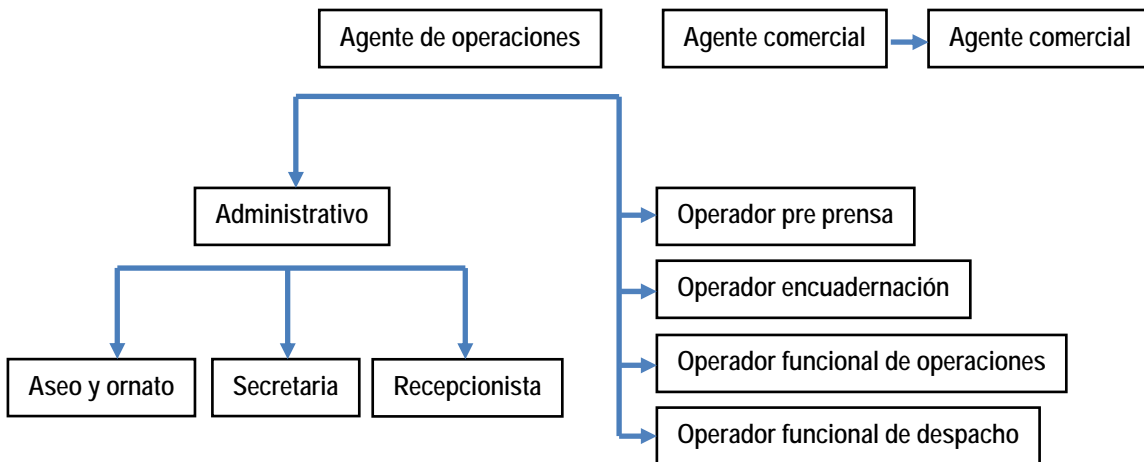 Agente de operaciones
Agente comercial
Agente comercial
Administrativo
Operador pre prensa
Operador encuadernación
Operador funcional de operaciones
Operador funcional de despacho
Aseo y ornato
Secretaria
Recepcionista